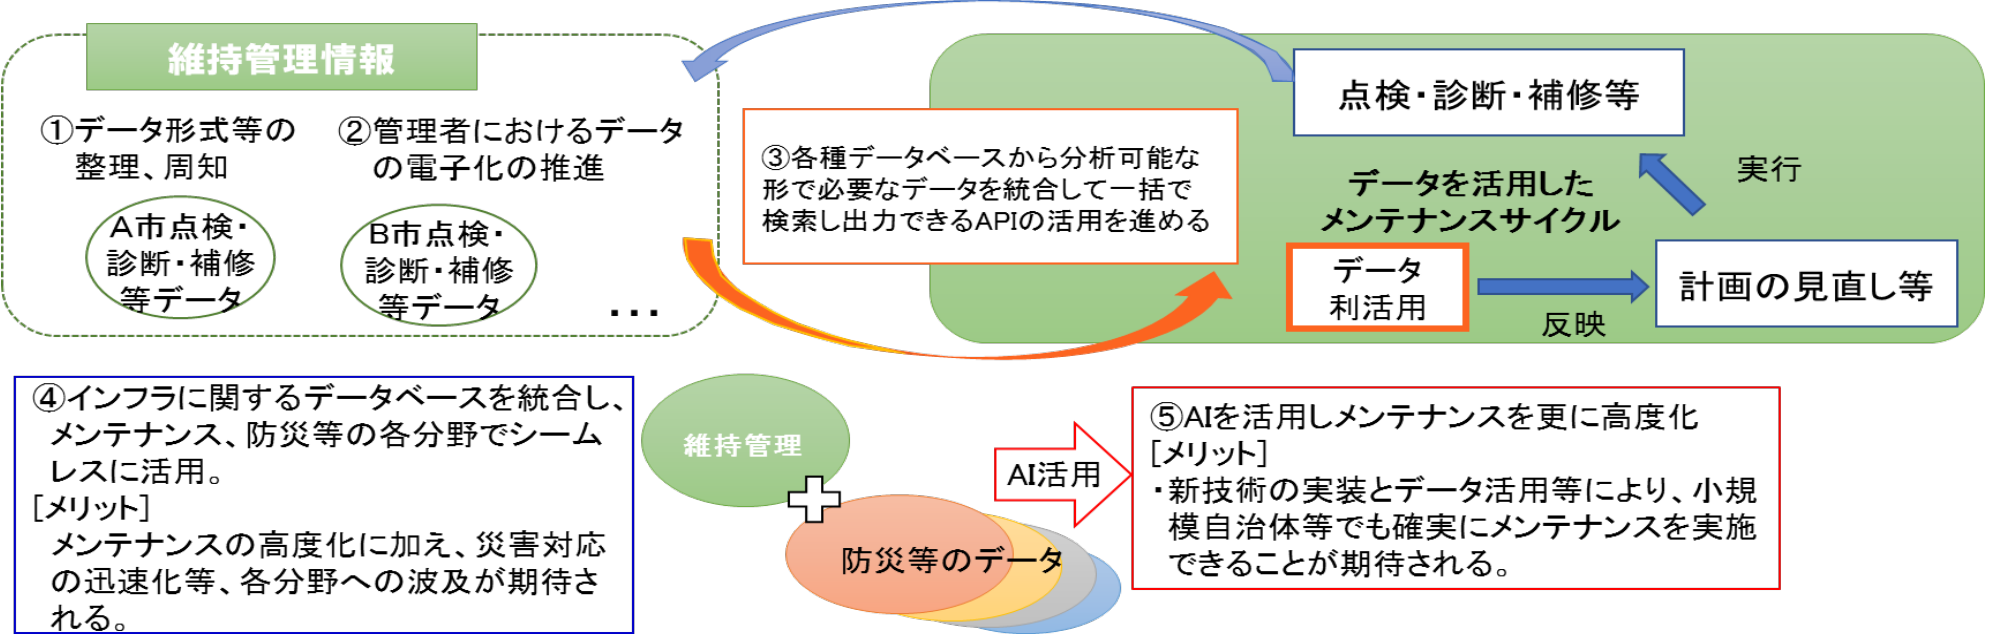 維持管理情報
①データ形式等の
整理、周知
②管理者におけるデータ
の電子化の推進
A市点検・
診断・補修
等データ
B市点検・
診断・補修
等データ
・・・
③各種データベースから分析可能な
形で必要なデータを統合して一括で
検索し出力できるAPIの活用を進める
点検・診断・補修等
実行
データを活用した
メンテナンスサイクル
データ
利活用
反映
計画の見直し等
④インフラに関するデータベースを統合し、
メンテナンス、防災等の各分野でシーム
レスに活用。
[メリット]
メンテナンスの高度化に加え、災害対応
の迅速化等、各分野への波及が期待さ
れる。
維持管理
防災等のデータ
AI活用
⑤AIを活用しメンテナンスを更に高度化
[メリット]
・新技術の実装とデータ活用等により、小規
模自治体等でも確実にメンテナンスを実施
できることが期待される。